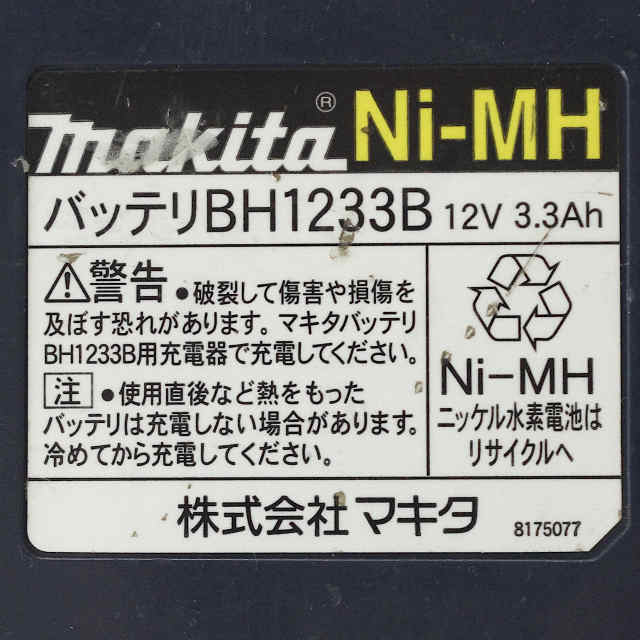 makita® Ni-MH
バッテリBH1233B 12V 3.3Ah
⚠警告 •破裂して傷害や損傷を
及ぼす恐れがあります。マキタバッテリ
BH1233B用充電器で充電してください。
注 •使用直後など熱をもった
バッテリは充電しない場合があります。
冷めてから充電してください。
Ni-MH
ニッケル水素電池は
リサイクルへ
株式会社マキタ
8175077